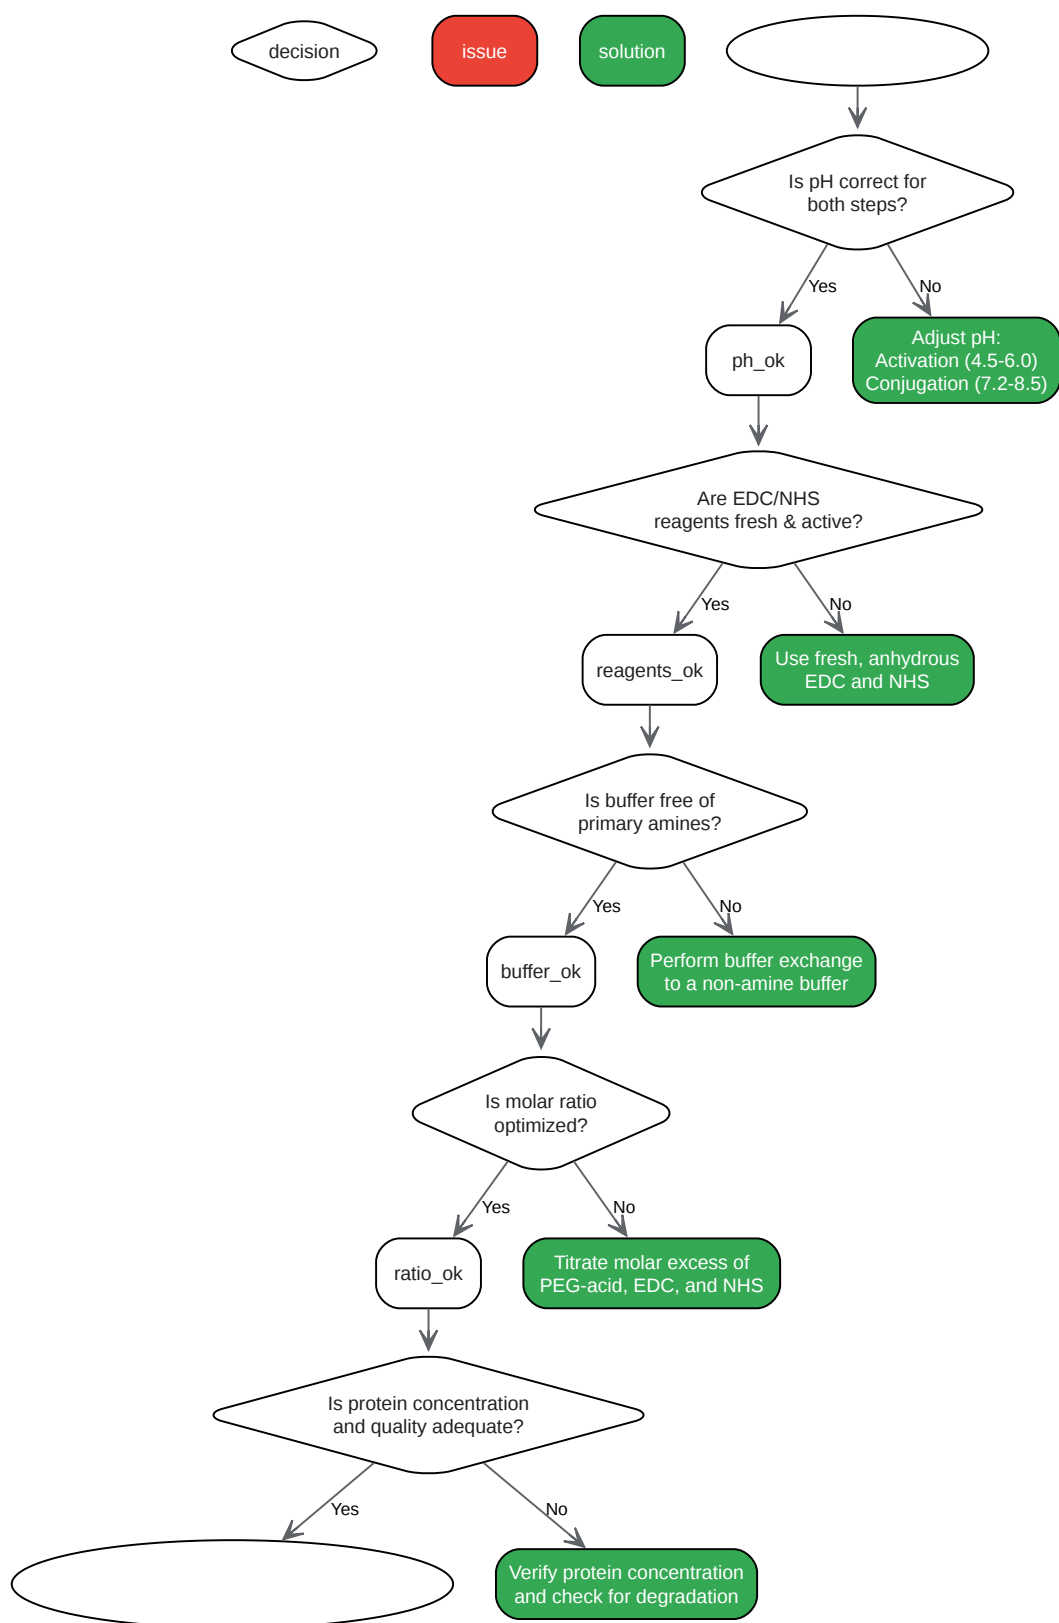 decision
issue
solution
Is pH correct for
both steps?
Yes
No
ph_ok
Adjust pH:
Activation (4.5-6.0)
Conjugation (7.2-8.5)
Are EDC/NHS
reagents fresh & active?
Yes
No
reagents_ok
Use fresh, anhydrous
EDC and NHS
Is buffer free of
primary amines?
Yes
No
buffer_ok
Perform buffer exchange
to a non-amine buffer
Is molar ratio
optimized?
Yes
No
ratio_ok
Titrate molar excess of
PEG-acid, EDC, and NHS
Is protein concentration
and quality adequate?
Yes
No
Verify protein concentration
and check for degradation